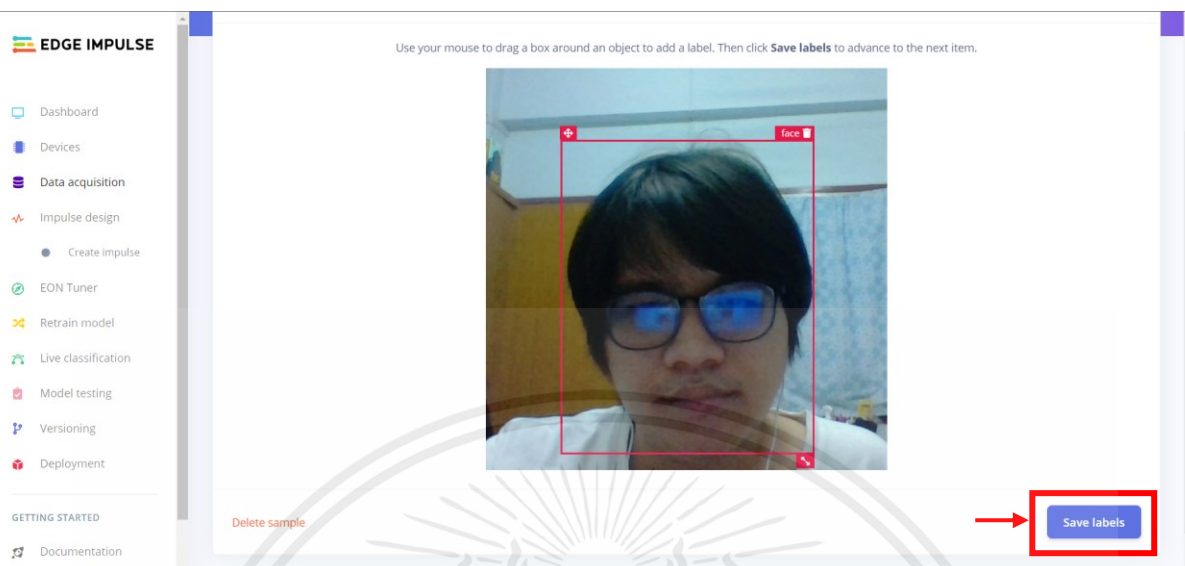 EDGE IMPULSE
Dashboard
Devices
Data acquisition
Impulse design
Create impulse
EON Tuner
Retrain model
Live classification
Model testing
Versioning
Deployment
GETTING STARTED
Documentation
Use your mouse to drag a box around an object to add a label. Then click Save labels to advance to the next item.
face
Delete sample
Save labels